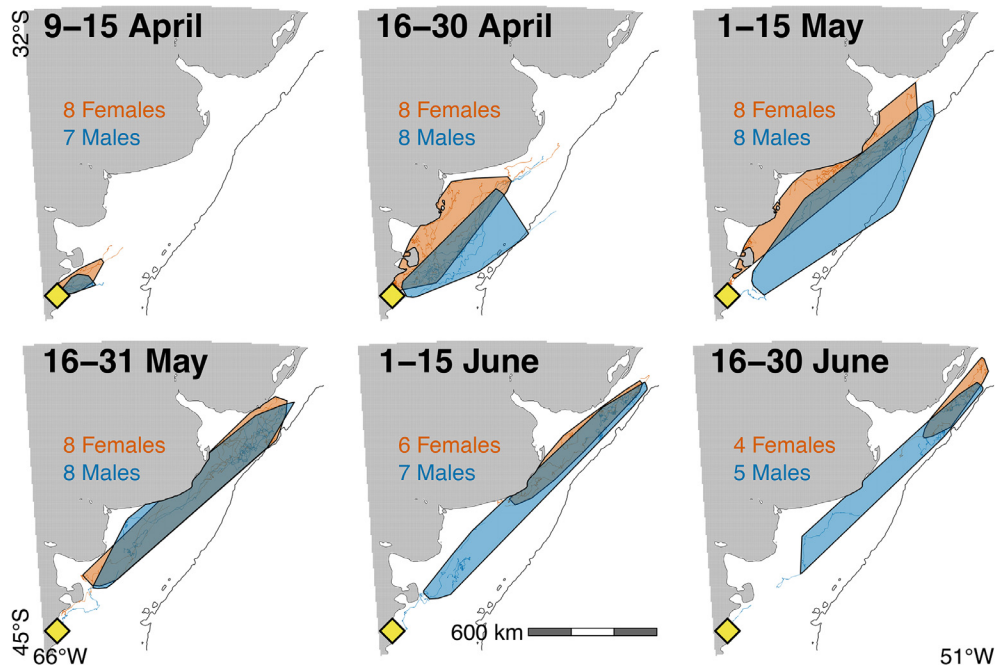 32°S
9–15 April
8 Females
7 Males
16–30 April
8 Females
8 Males
1–15 May
8 Females
8 Males
16–31 May
8 Females
8 Males
1–15 June
6 Females
7 Males
16–30 June
4 Females
5 Males
45°S
600 km
66°W
51°W